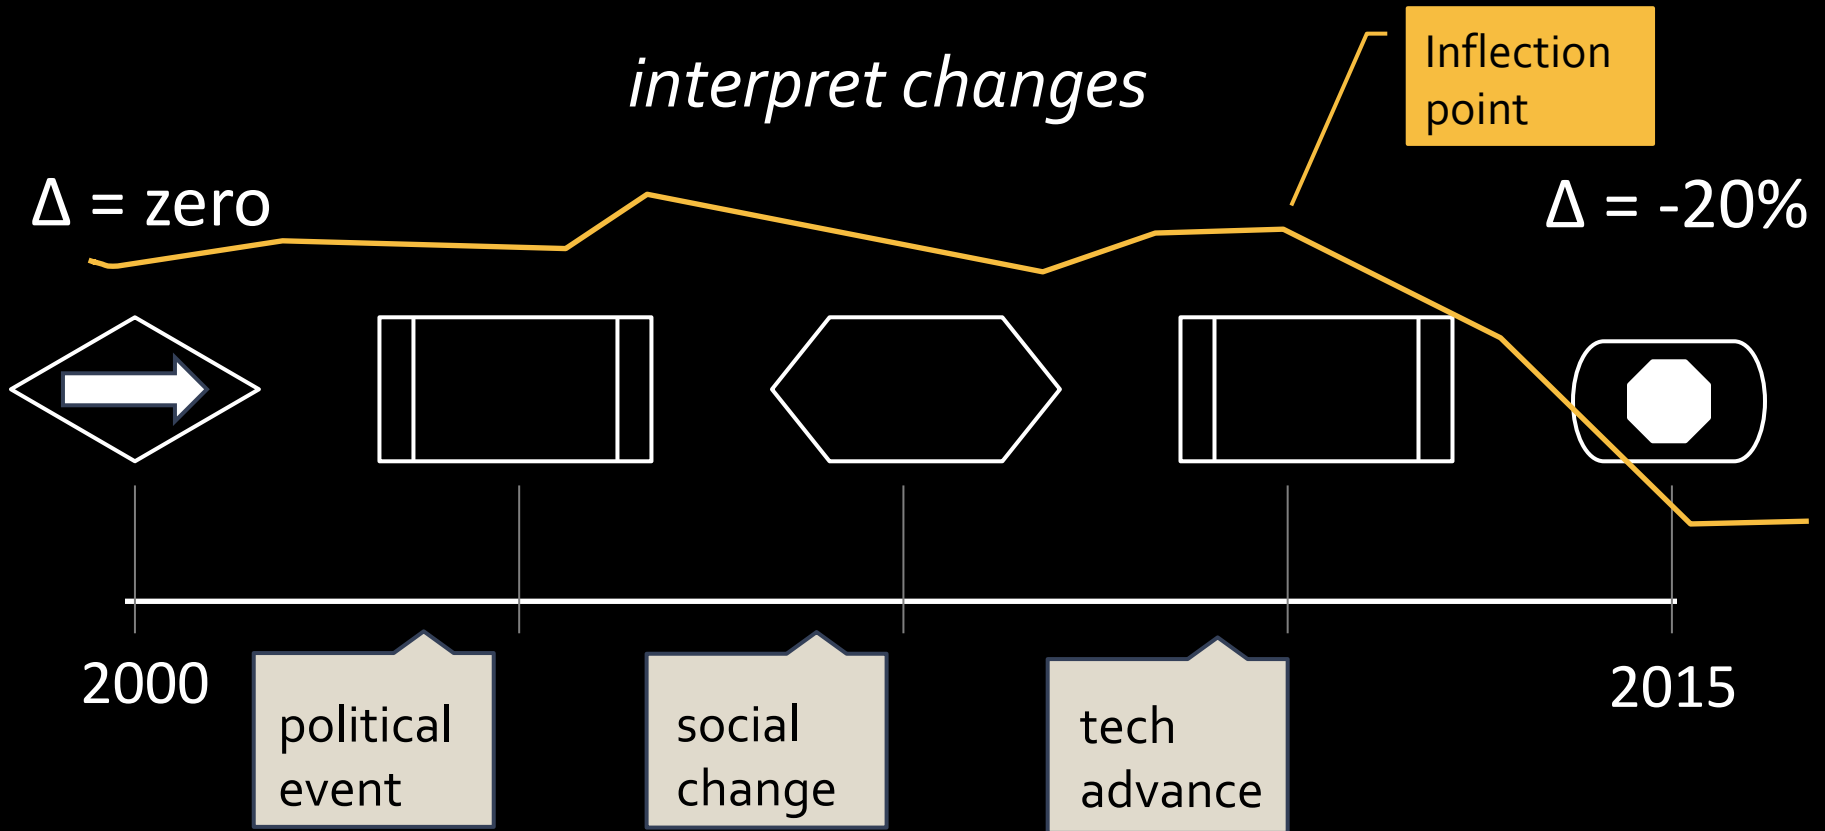 interpret changes
Inflection
point
Δ = zero
Δ = -20%
2000
2015
political
event
social
change
tech
advance